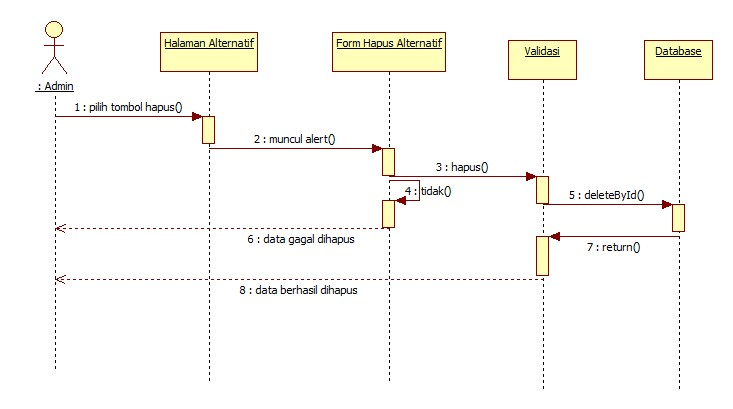 Halaman Alternatif
Form Hapus Alternatif
Validasi
Database
: Admin
1 : pilih tombol hapus()
2 : muncul alert()
3 : hapus()
4 : tidak()
5 : deleteById()
6 : data gagal dihapus
7 : return()
8 : data berhasil dihapus